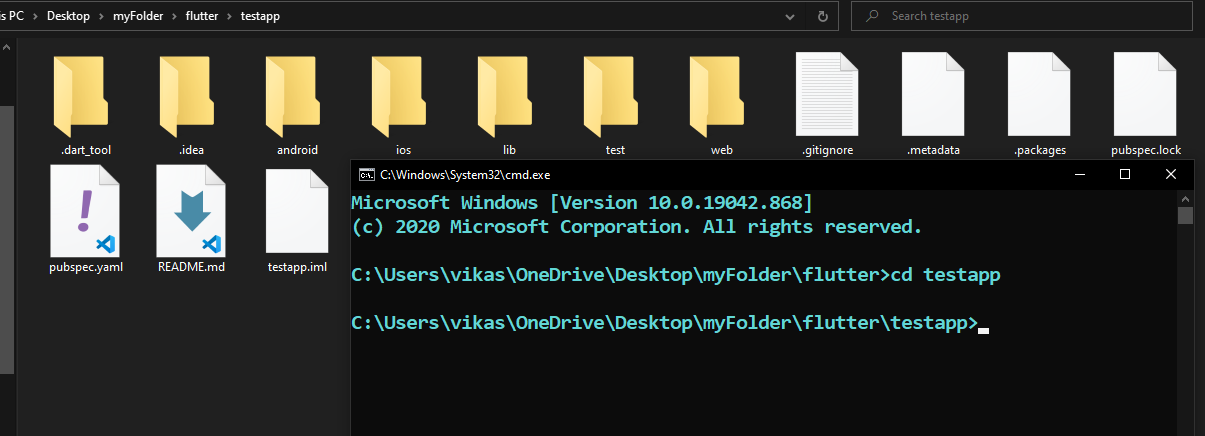 is PC > Desktop > myFolder > flutter > testapp
Search testapp
.dart_tool
.idea
android
ios
lib
test
web
.gitignore
.metadata
.packages
pubspec.lock
pubspec.yaml
README.md
testapp.iml
C:\Windows\System32\cmd.exe
Microsoft Windows [Version 10.0.19042.868]
(c) 2020 Microsoft Corporation. All rights reserved.
C:\Users\vikas\OneDrive\Desktop\myFolder\flutter>cd testapp
C:\Users\vikas\OneDrive\Desktop\myFolder\flutter\testapp>